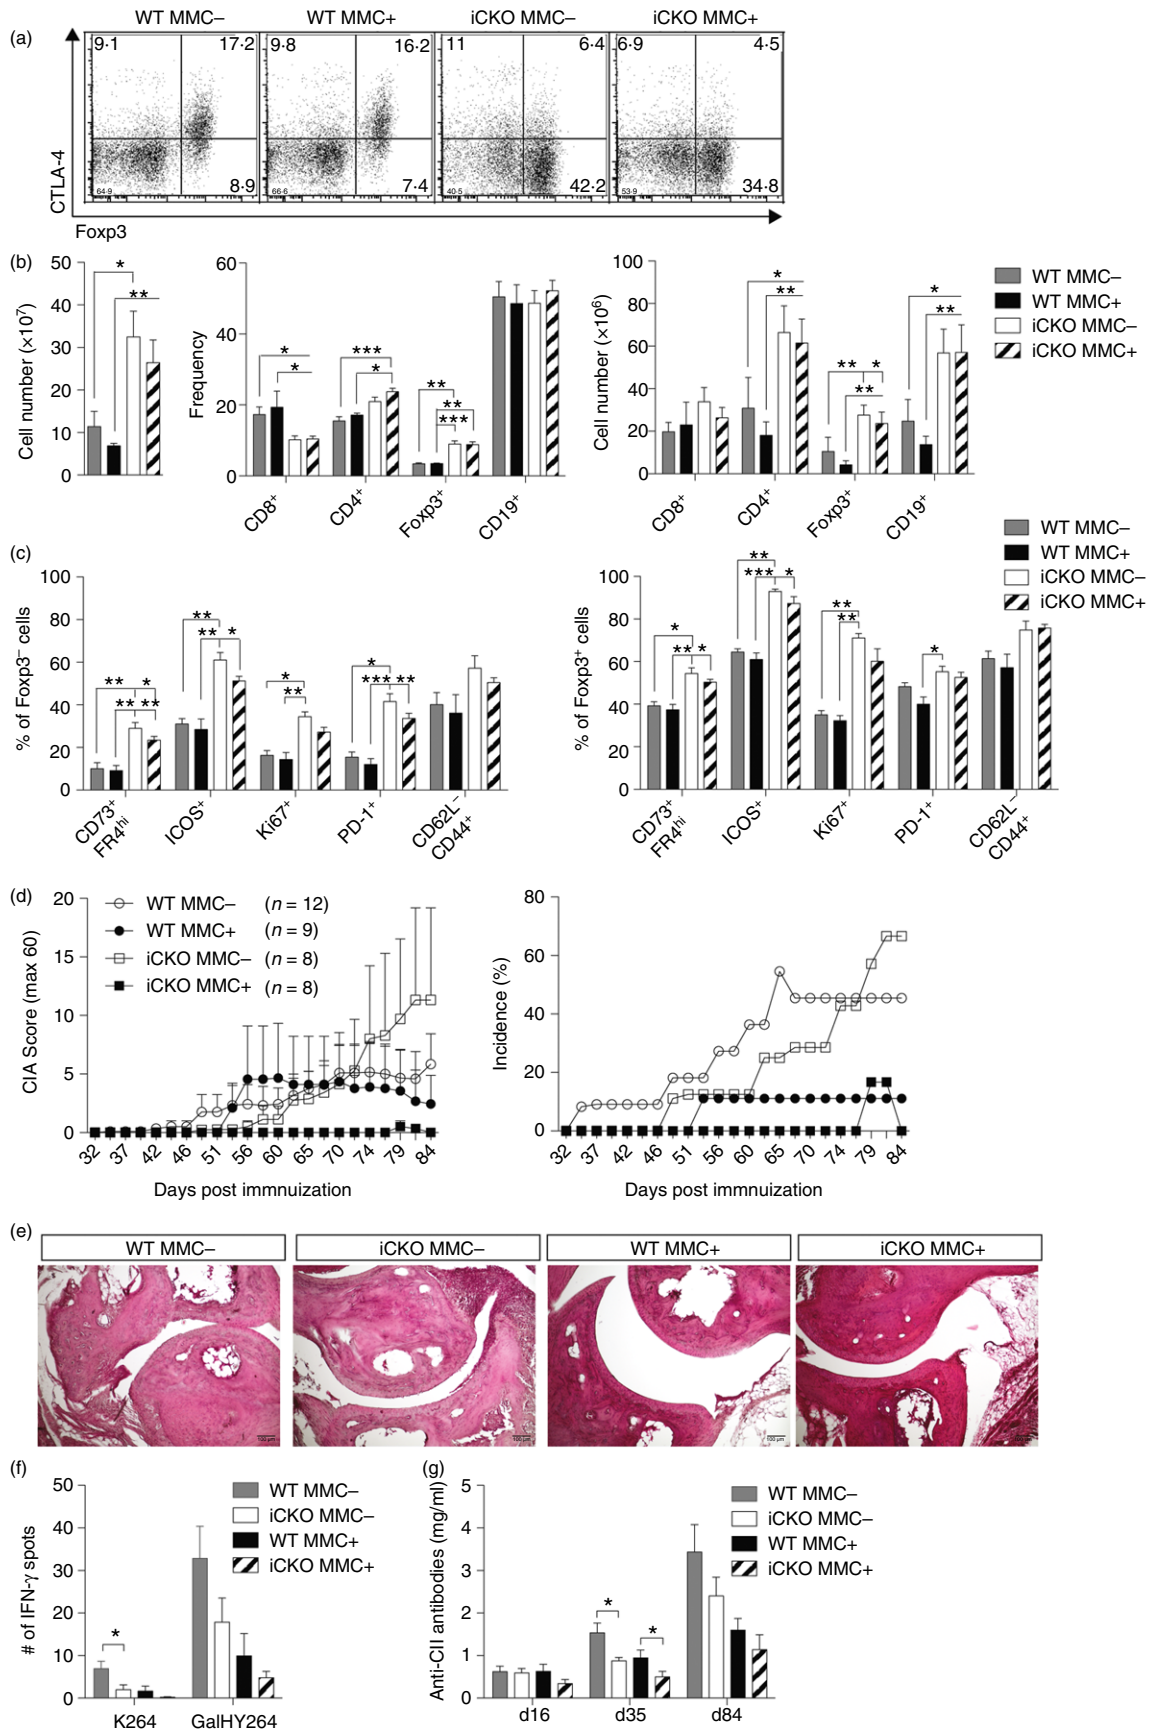 (a)
WT MMC– WT MMC+ iCKO MMC– iCKO MMC+
9·1 17·2 9·8 16·2 11 6·4 6·9 4·5
64·9 8·9 66·6 7·4 40·5 42·2 53·9 34·8
CTLA-4
Foxp3
(b)
Cell number (×10⁷)
50
40
30
20
10
0
* **
Frequency
60
40
20
0
* * *** * ** ** ***
CD8⁺ CD4⁺ Foxp3⁺ CD19⁺
Cell number (×10⁶)
100
80
60
40
20
0
* ** ** * ** * **
CD8⁺ CD4⁺ Foxp3⁺ CD19⁺
WT MMC–
WT MMC+
iCKO MMC–
iCKO MMC+
(c)
% of Foxp3⁻ cells
100
80
60
40
20
0
** * ** ** ** ** * * ** * *** **
CD73⁺ FR4ʰⁱ ICOS⁺ Ki67⁺ PD-1⁺ CD62L⁻ CD44⁺
% of Foxp3⁺ cells
100
80
60
40
20
0
* ** * ** *** * ** ** *
CD73⁺ FR4ʰⁱ ICOS⁺ Ki67⁺ PD-1⁺ CD62L⁻ CD44⁺
WT MMC–
WT MMC+
iCKO MMC–
iCKO MMC+
(d)
CIA Score (max 60)
20
15
10
5
0
WT MMC– (n = 12)
WT MMC+ (n = 9)
iCKO MMC– (n = 8)
iCKO MMC+ (n = 8)
32 37 42 46 51 56 60 65 70 74 79 84
Days post immnuization
Incidence (%)
80
60
40
20
0
32 37 42 46 51 56 60 65 70 74 79 84
Days post immnuization
(e)
WT MMC– iCKO MMC– WT MMC+ iCKO MMC+
100 µm 100 µm 100 µm 100 µm
(f)
# of IFN-γ spots
50
40
30
20
10
0
*
K264 GalHY264
WT MMC–
iCKO MMC–
WT MMC+
iCKO MMC+
(g)
Anti-CII antibodies (mg/ml)
5
4
3
2
1
0
* *
d16 d35 d84
WT MMC–
iCKO MMC–
WT MMC+
iCKO MMC+